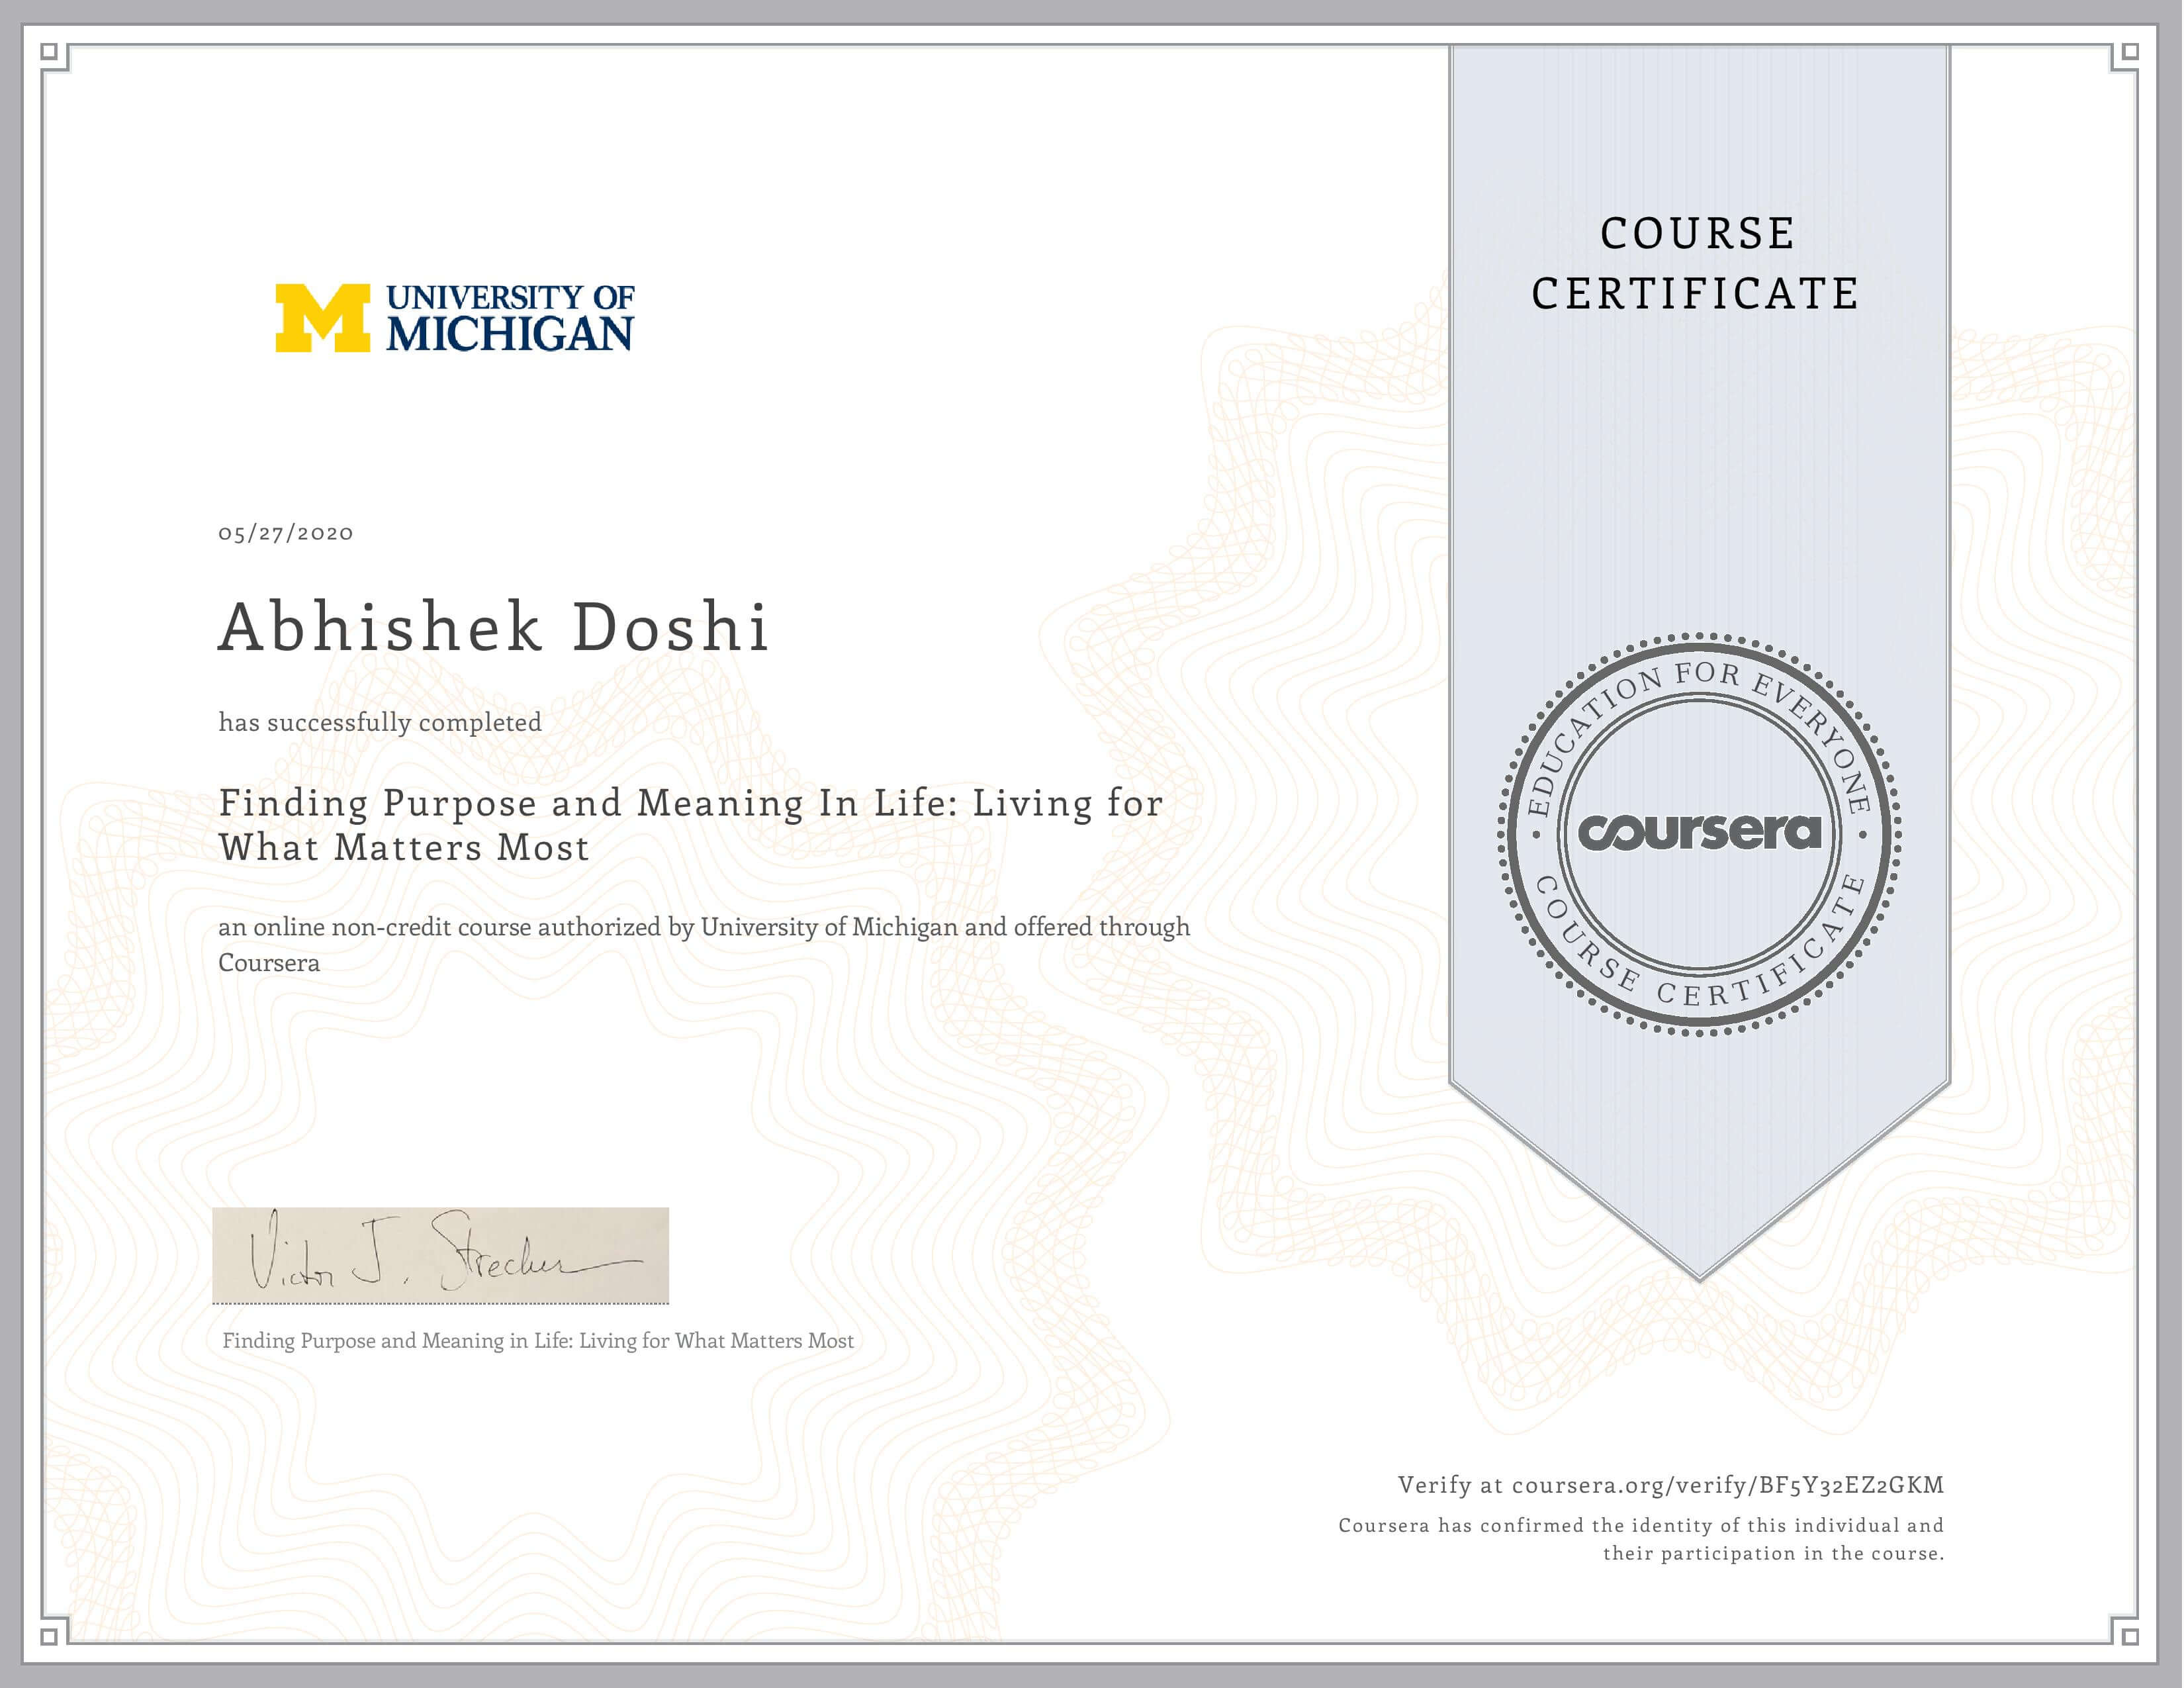 UNIVERSITY OF
MICHIGAN
05/27/2020
Abhishek Doshi
has successfully completed
Finding Purpose and Meaning In Life: Living for
What Matters Most
an online non-credit course authorized by University of Michigan and offered through
Coursera
Victor J. Strecher
Finding Purpose and Meaning in Life: Living for What Matters Most
COURSE
CERTIFICATE
EDUCATION FOR EVERYONE
coursera
COURSE CERTIFICATE
Verify at coursera.org/verify/BF5Y32EZ2GKM
Coursera has confirmed the identity of this individual and
their participation in the course.